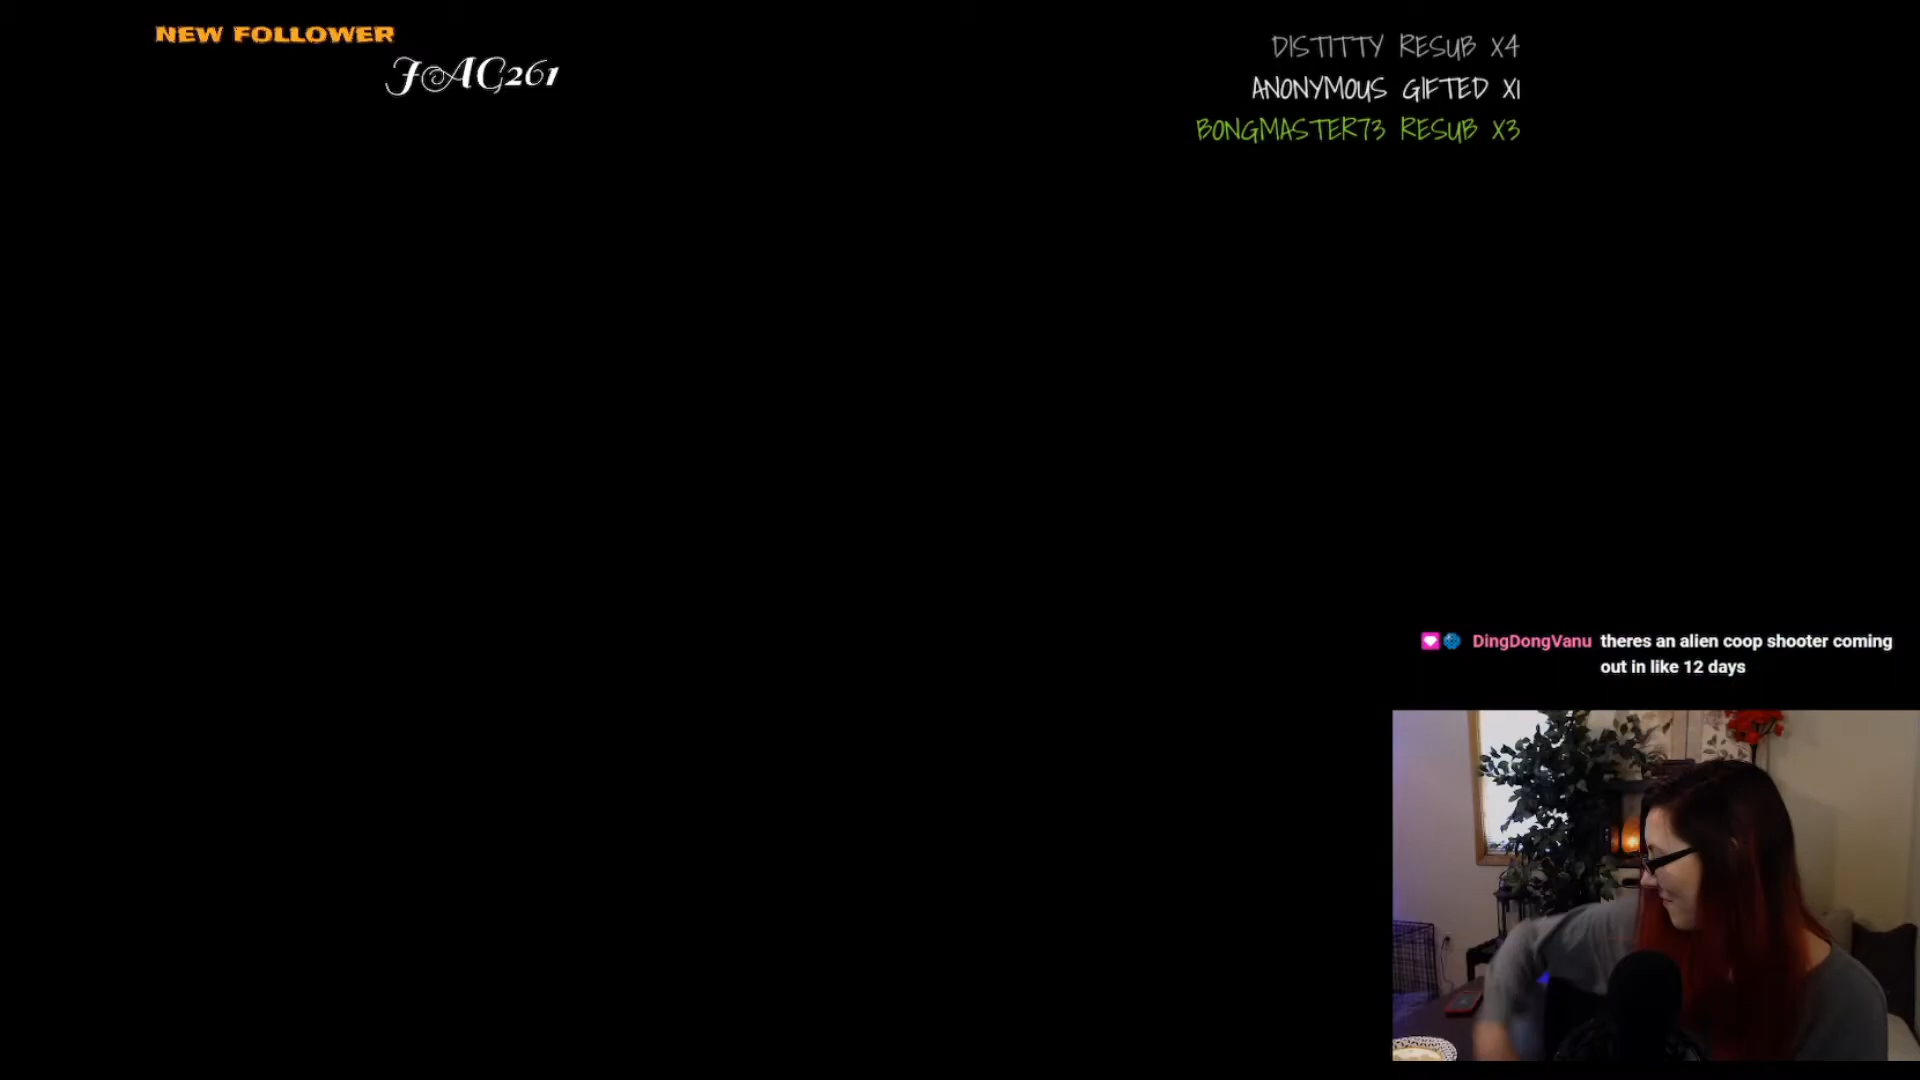 NEW FOLLOWER
JAG261
DISTITTY RESUB X4
ANONYMOUS GIFTED X1
BONGMASTER73 RESUB X3
DingDongVanu theres an alien coop shooter coming
out in like 12 days